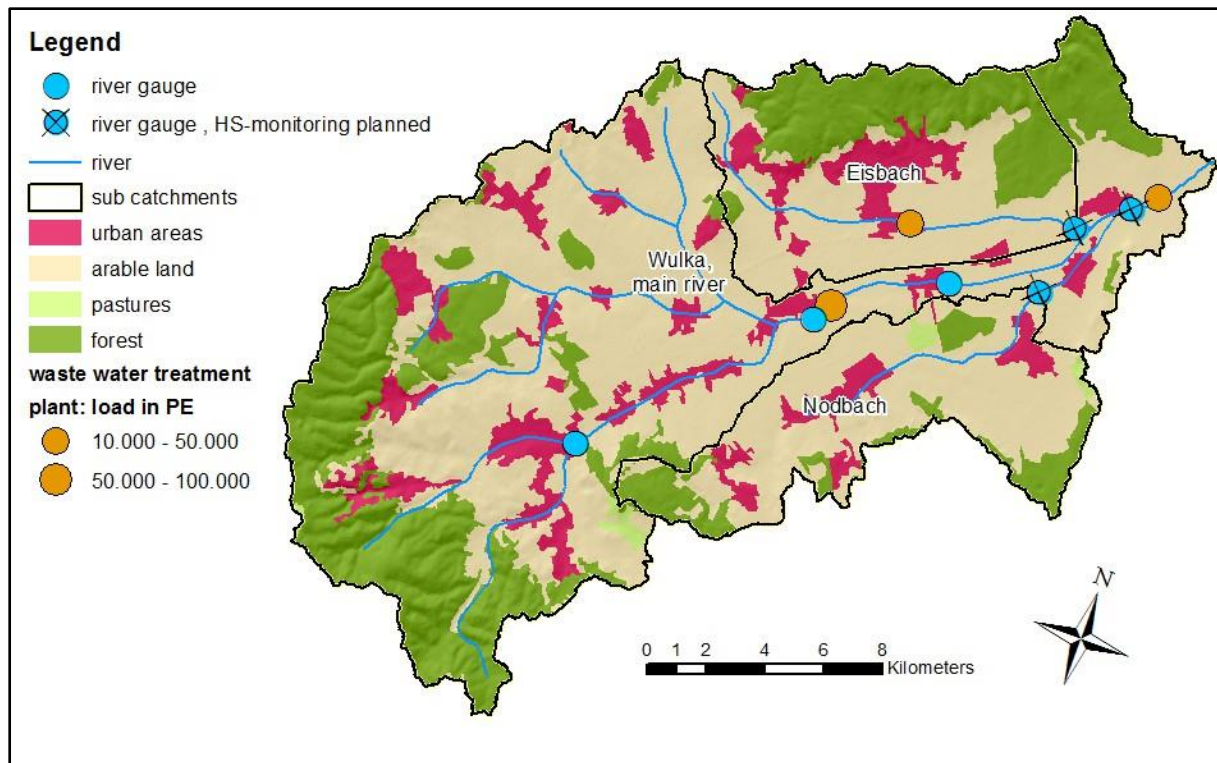 Legend
river gauge
river gauge , HS-monitoring planned
river
sub catchments
urban areas
arable land
pastures
forest
waste water treatment
plant: load in PE
10.000 - 50.000
50.000 - 100.000
Eisbach
Wulka,
main river
Nodbach
N
0 1 2 4 6 8
Kilometers